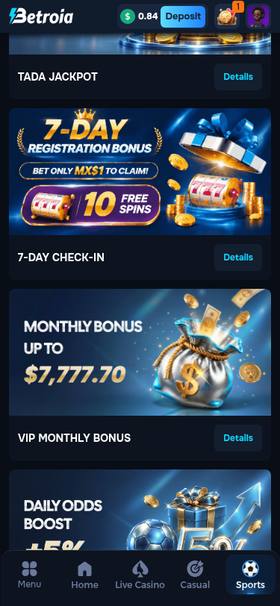 Betroia
$ 0.84 Deposit
1
TADA JACKPOT
Details
7-DAY
REGISTRATION BONUS
BET ONLY MX$1 TO CLAIM!
10 FREE
SPINS
7-DAY CHECK-IN
Details
MONTHLY BONUS
UP TO
$7,777.70
VIP MONTHLY BONUS
Details
DAILY ODDS
BOOST
+5%
5%
Menu
Home
Live Casino
Casual
Sports